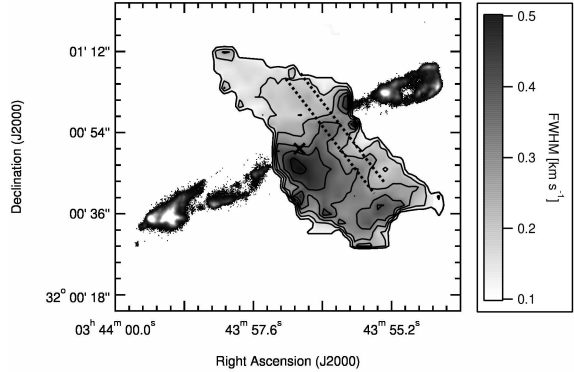 01' 12"
00' 54"
00' 36"
32° 00' 18"
03ʰ 44ᵐ 00.0ˢ
43ᵐ 57.6ˢ
43ᵐ 55.2ˢ
Right Ascension (J2000)
Declination (J2000)
0.5
0.4
0.3
0.2
0.1
FWHM [km s⁻¹]